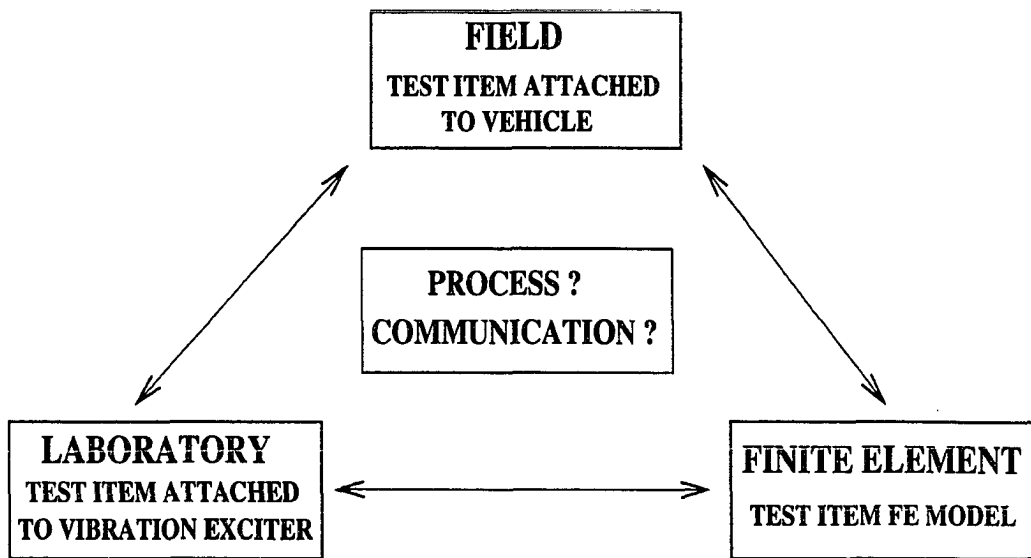 FIELD
TEST ITEM ATTACHED
TO VEHICLE
PROCESS ?
COMMUNICATION ?
LABORATORY
TEST ITEM ATTACHED
TO VIBRATION EXCITER
FINITE ELEMENT
TEST ITEM FE MODEL